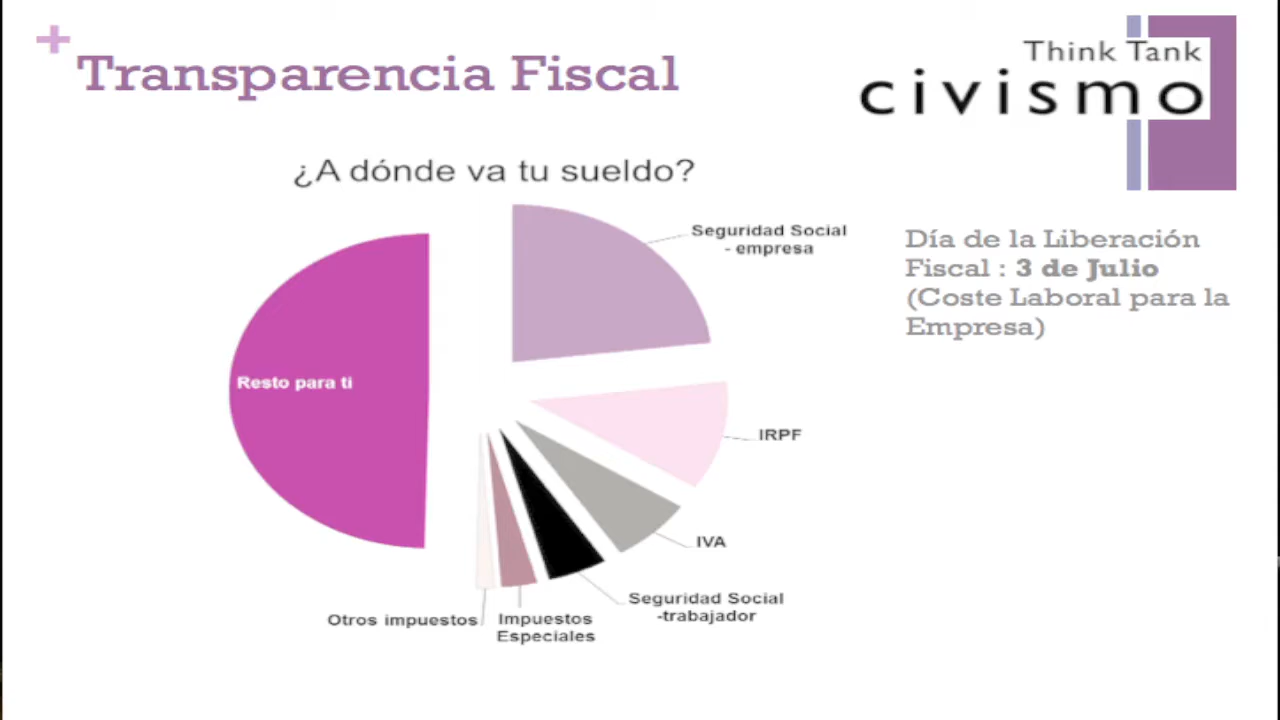 +
Transparencia Fiscal
Think Tank
civismo
¿A dónde va tu sueldo?
Seguridad Social
- empresa
Día de la Liberación
Fiscal : 3 de Julio
(Coste Laboral para la
Empresa)
Resto para ti
IRPF
IVA
Seguridad Social
-trabajador
Otros impuestos
Impuestos
Especiales